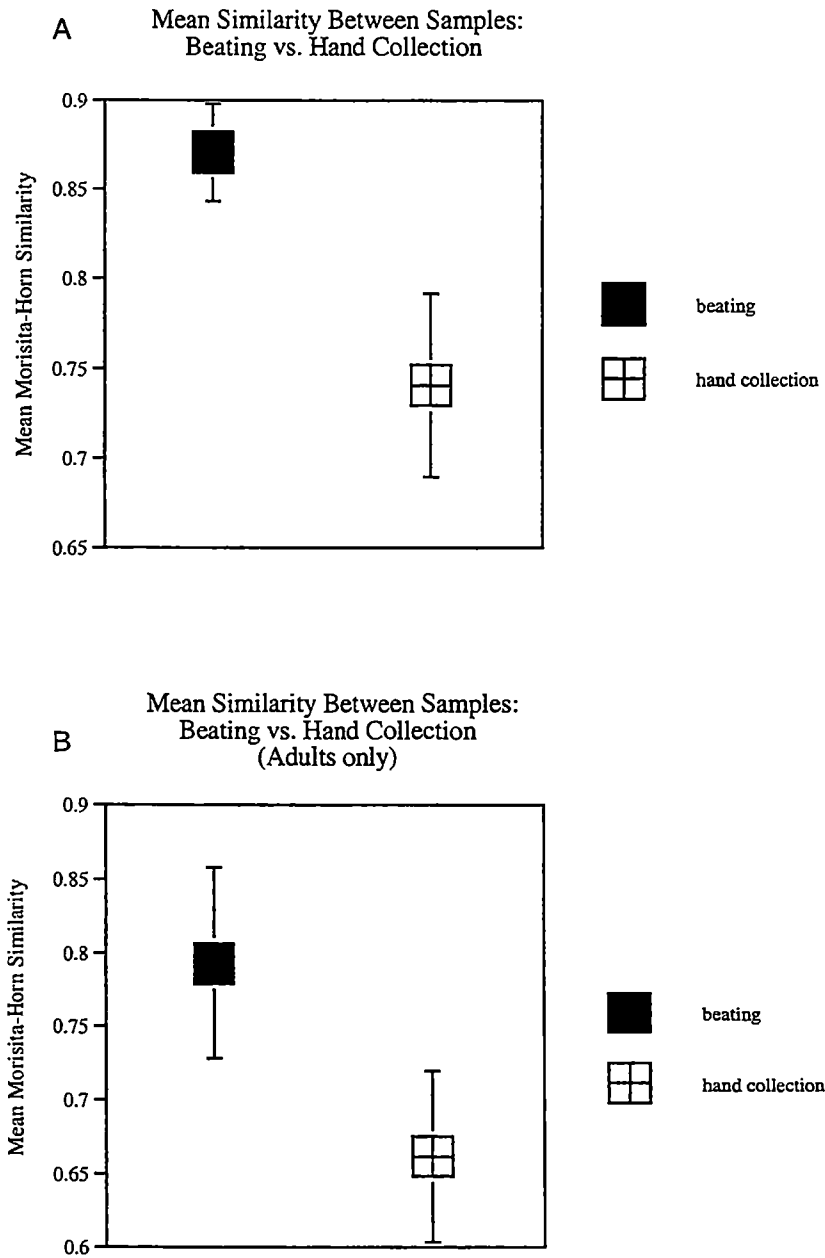 A
Mean Similarity Between Samples:
Beating vs. Hand Collection
Mean Morisita-Horn Similarity
0.9
0.85
0.8
0.75
0.7
0.65
beating
hand collection
B
Mean Similarity Between Samples:
Beating vs. Hand Collection
(Adults only)
Mean Morisita-Horn Similarity
0.9
0.85
0.8
0.75
0.7
0.65
0.6
beating
hand collection